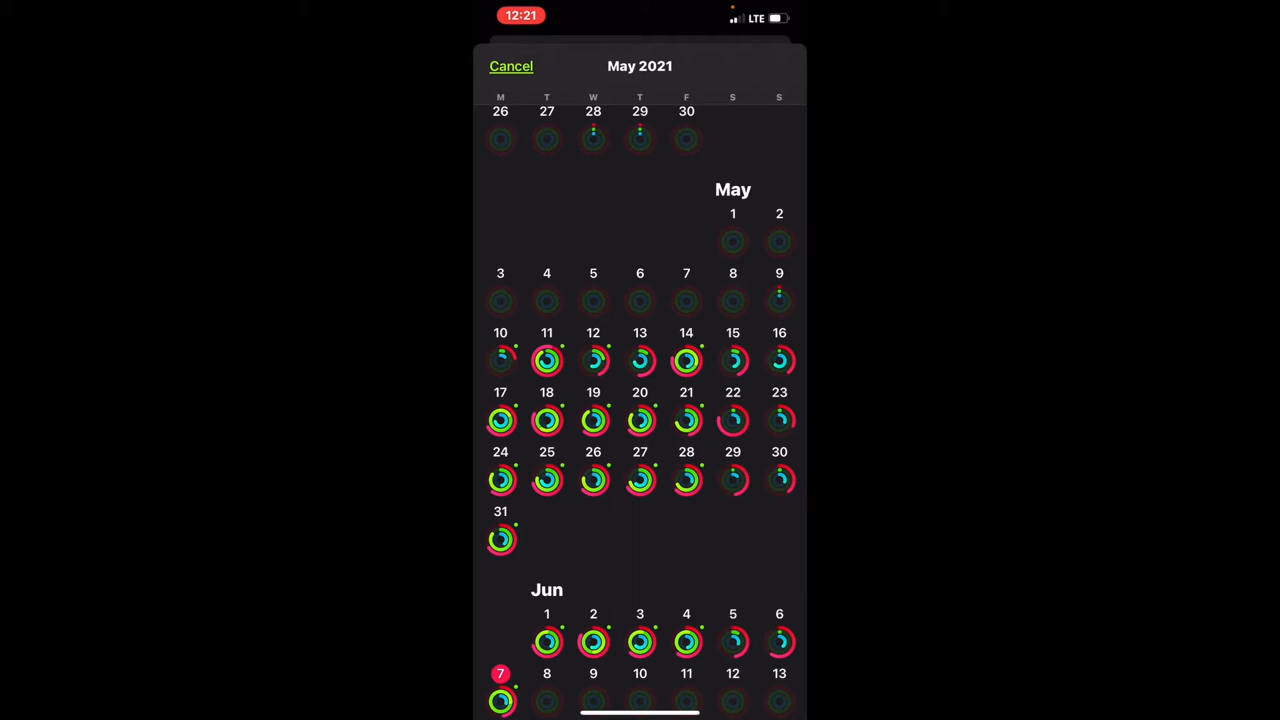 12:21 LTE
Cancel May 2021
M T W T F S S
26 27 28 29 30
May
1 2
3 4 5 6 7 8 9
10 11 12 13 14 15 16
17 18 19 20 21 22 23
24 25 26 27 28 29 30
31
Jun
1 2 3 4 5 6
7 8 9 10 11 12 13